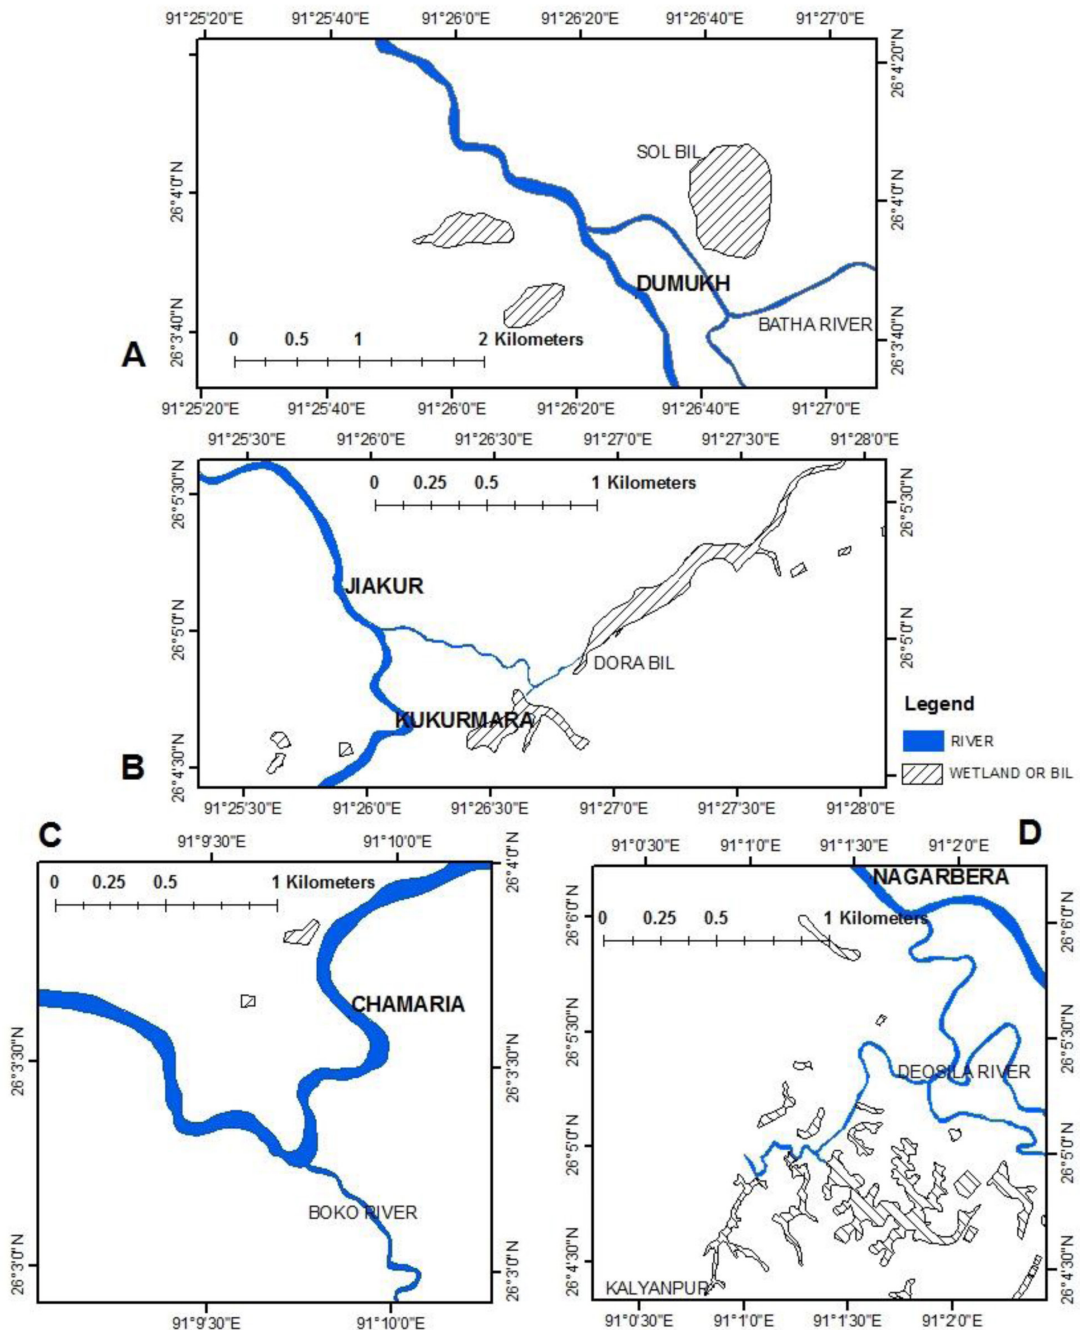 91°25'20"E 91°25'40"E 91°26'0"E 91°26'20"E 91°26'40"E 91°27'0"E
26°4'20"N
SOL BIL
26°4'0"N 26°4'0"N
DUMUKH
BATHA RIVER
0 0.5 1 2 Kilometers
26°3'40"N 26°3'40"N
A
91°25'20"E 91°25'40"E 91°26'0"E 91°26'20"E 91°26'40"E 91°27'0"E
91°25'30"E 91°26'0"E 91°26'30"E 91°27'0"E 91°27'30"E 91°28'0"E
0 0.25 0.5 1 Kilometers
26°5'30"N 26°5'30"N
JIAKUR
26°5'0"N 26°5'0"N
DORA BIL
KUKURMARA
26°4'30"N
B
91°25'30"E 91°26'0"E 91°26'30"E 91°27'0"E 91°27'30"E 91°28'0"E
Legend
RIVER
WETLAND OR BIL
C
91°9'30"E 91°10'0"E
26°4'0"N
0 0.25 0.5 1 Kilometers
CHAMARIA
26°3'30"N 26°3'30"N
BOKO RIVER
26°3'0"N 26°3'0"N
91°9'30"E 91°10'0"E
D
91°0'30"E 91°1'0"E 91°1'30"E 91°2'0"E
NAGARBERA
0 0.25 0.5 1 Kilometers
26°6'0"N 26°6'0"N
26°5'30"N 26°5'30"N
DEOSILA RIVER
26°5'0"N 26°5'0"N
26°4'30"N 26°4'30"N
KALYANPUR
91°0'30"E 91°1'0"E 91°1'30"E 91°2'0"E